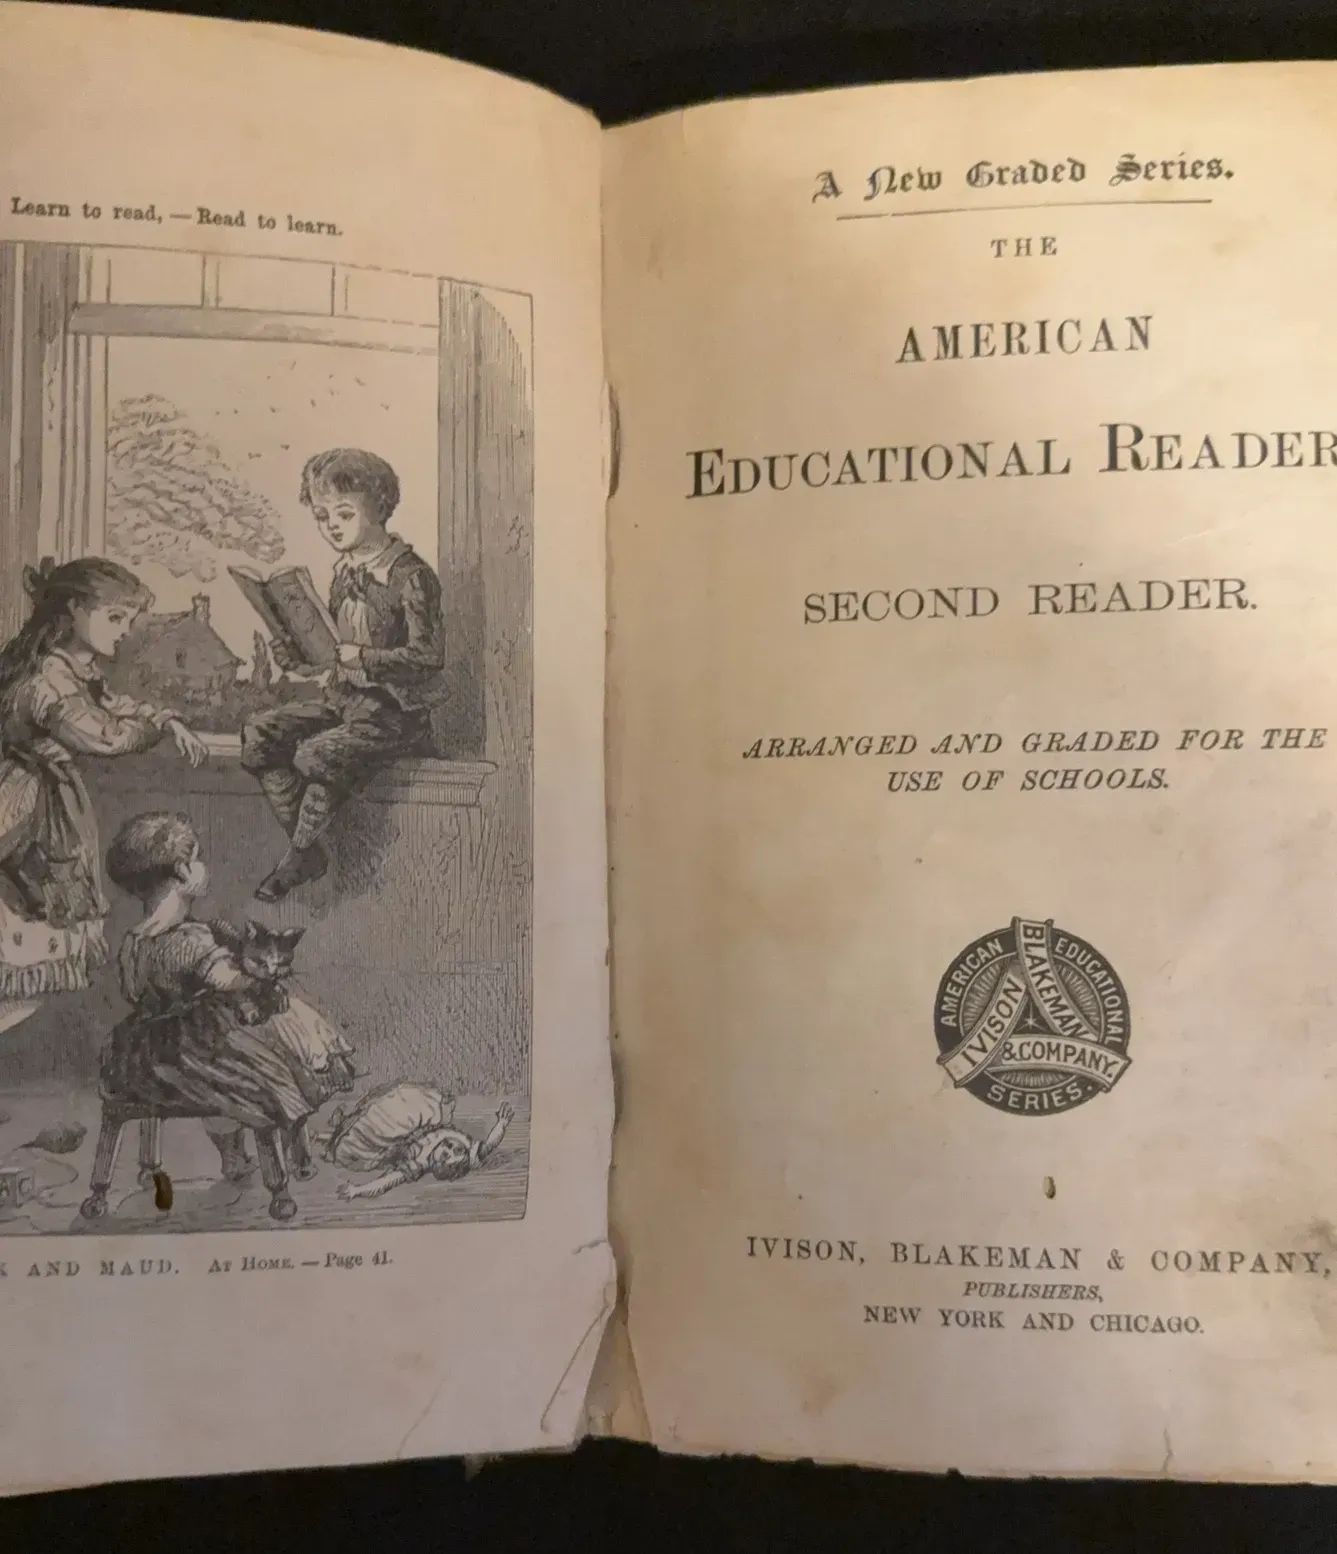 Learn to read, — Read to learn.
AND MAUD. AT HOME. — Page 41.
A New Graded Series.
THE
AMERICAN
EDUCATIONAL READER
SECOND READER.
ARRANGED AND GRADED FOR THE
USE OF SCHOOLS.
AMERICAN EDUCATIONAL SERIES.
IVISON BLAKEMAN & COMPANY.
IVISON, BLAKEMAN & COMPANY,
PUBLISHERS,
NEW YORK AND CHICAGO.